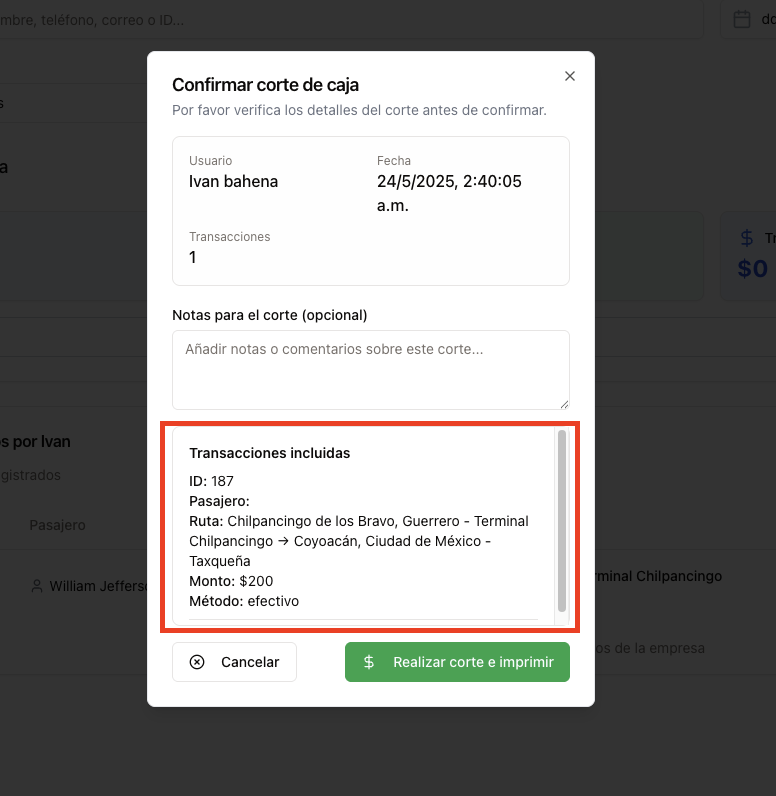 mbre, teléfono, correo o ID...
dd
s
a
Tr
$0
s por Ivan
gistrados
Pasajero
William Jefferso
rminal Chilpancingo
os de la empresa
Confirmar corte de caja
Por favor verifica los detalles del corte antes de confirmar.
Usuario
Ivan bahena
Fecha
24/5/2025, 2:40:05
a.m.
Transacciones
1
Notas para el corte (opcional)
Añadir notas o comentarios sobre este corte...
Transacciones incluidas
ID: 187
Pasajero:
Ruta: Chilpancingo de los Bravo, Guerrero - Terminal
Chilpancingo → Coyoacán, Ciudad de México -
Taxqueña
Monto: $200
Método: efectivo
Cancelar
$ Realizar corte e imprimir